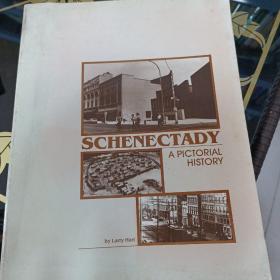 SCHENECTADY
A PICTORIAL
HISTORY
by Larry Hart